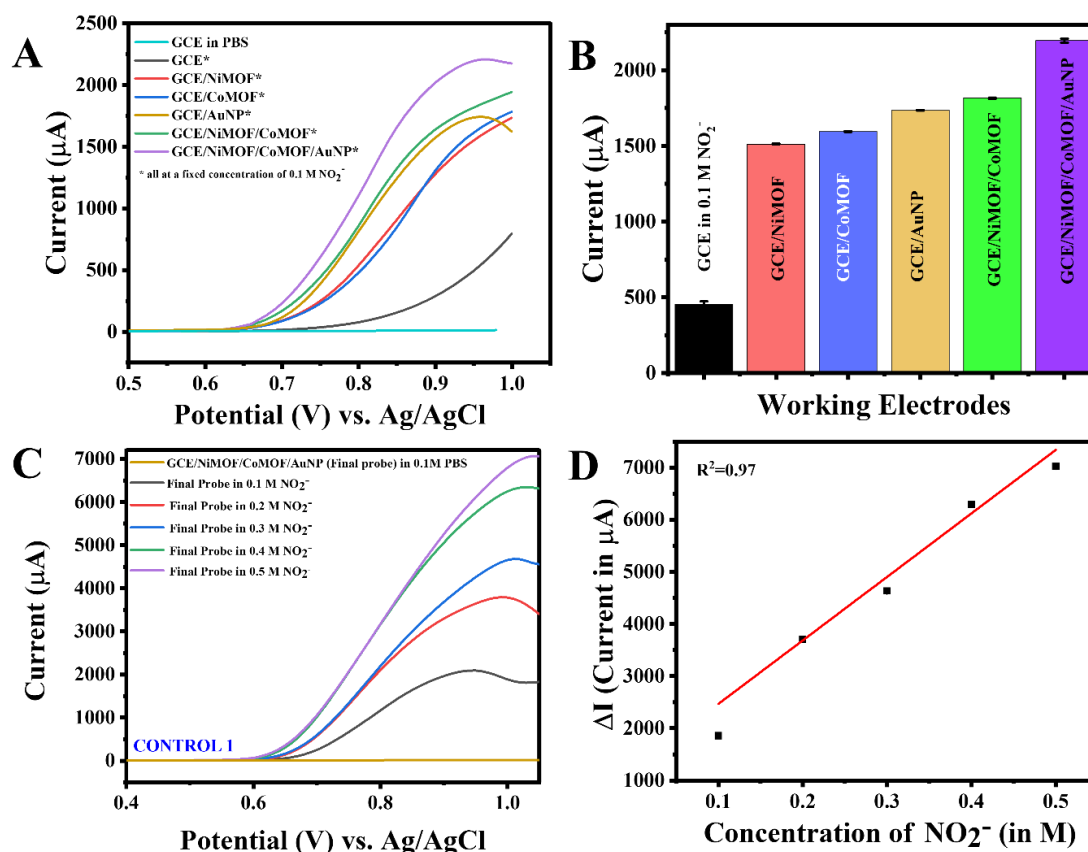 A
2500
2000
1500
1000
500
0
Current (µA)
GCE in PBS
GCE*
GCE/NiMOF*
GCE/CoMOF*
GCE/AuNP*
GCE/NiMOF/CoMOF*
GCE/NiMOF/CoMOF/AuNP*
* all at a fixed concentration of 0.1 M NO₂⁻
0.5 0.6 0.7 0.8 0.9 1.0
Potential (V) vs. Ag/AgCl
B
2000
1500
1000
500
0
Current (µA)
GCE in 0.1 M NO₂⁻
GCE/NiMOF
GCE/CoMOF
GCE/AuNP
GCE/NiMOF/CoMOF
GCE/NiMOF/CoMOF/AuNP
Working Electrodes
C
7000
6000
5000
4000
3000
2000
1000
0
Current (µA)
GCE/NiMOF/CoMOF/AuNP (Final probe) in 0.1M PBS
Final Probe in 0.1 M NO₂⁻
Final Probe in 0.2 M NO₂⁻
Final Probe in 0.3 M NO₂⁻
Final Probe in 0.4 M NO₂⁻
Final Probe in 0.5 M NO₂⁻
CONTROL 1
0.4 0.6 0.8 1.0
Potential (V) vs. Ag/AgCl
D
R²=0.97
7000
6000
5000
4000
3000
2000
1000
ΔI (Current in µA)
0.1 0.2 0.3 0.4 0.5
Concentration of NO₂⁻ (in M)